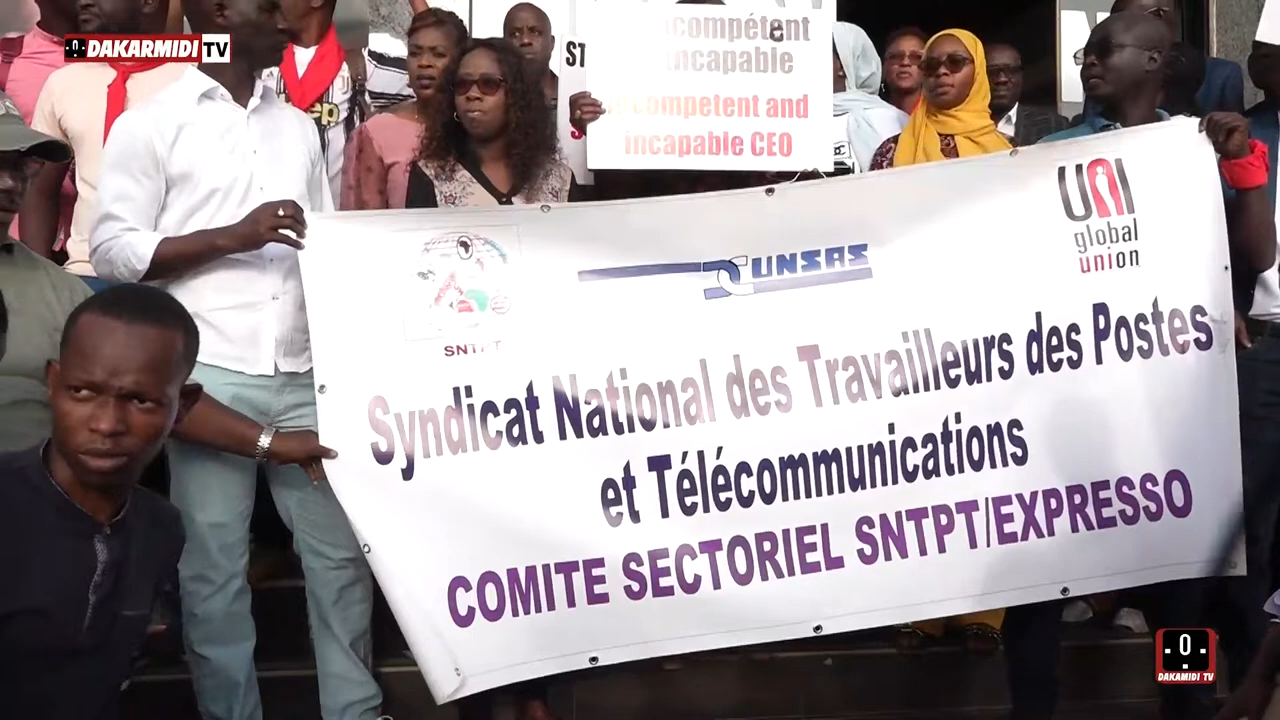 DAKARMIDI TV
incompétent
incapable
incompetent and
incapable CEO
UNSAS
UNI
global
union
SNTPT
Syndicat National des Travailleurs des Postes
et Télécommunications
COMITE SECTORIEL SNTPT/EXPRESSO
DAKAMIDI TV